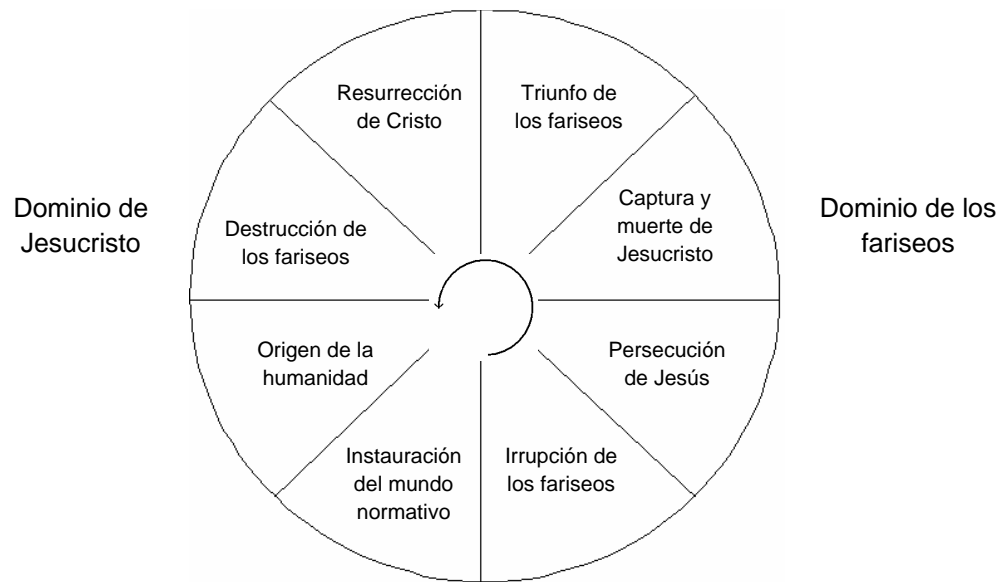 Resurrección
de Cristo
Triunfo de
los fariseos
Dominio de
Jesucristo
Destrucción de
los fariseos
Captura y
muerte de
Jesucristo
Dominio de los
fariseos
Origen de la
humanidad
Persecución
de Jesús
Instauración
del mundo
normativo
Irrupción de
los fariseos